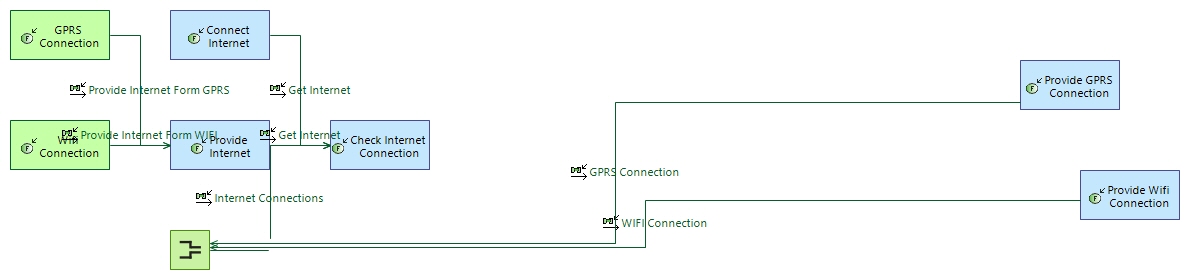 GPRS
Connection
Connect
Internet
Provide GPRS
Connection
Provide Internet Form GPRS
Get Internet
Provide Internet Form WIFI
Get Internet
Wifi
Connection
Provide
Internet
Check Internet
Connection
GPRS Connection
Provide Wifi
Connection
Internet Connections
WIFI Connection